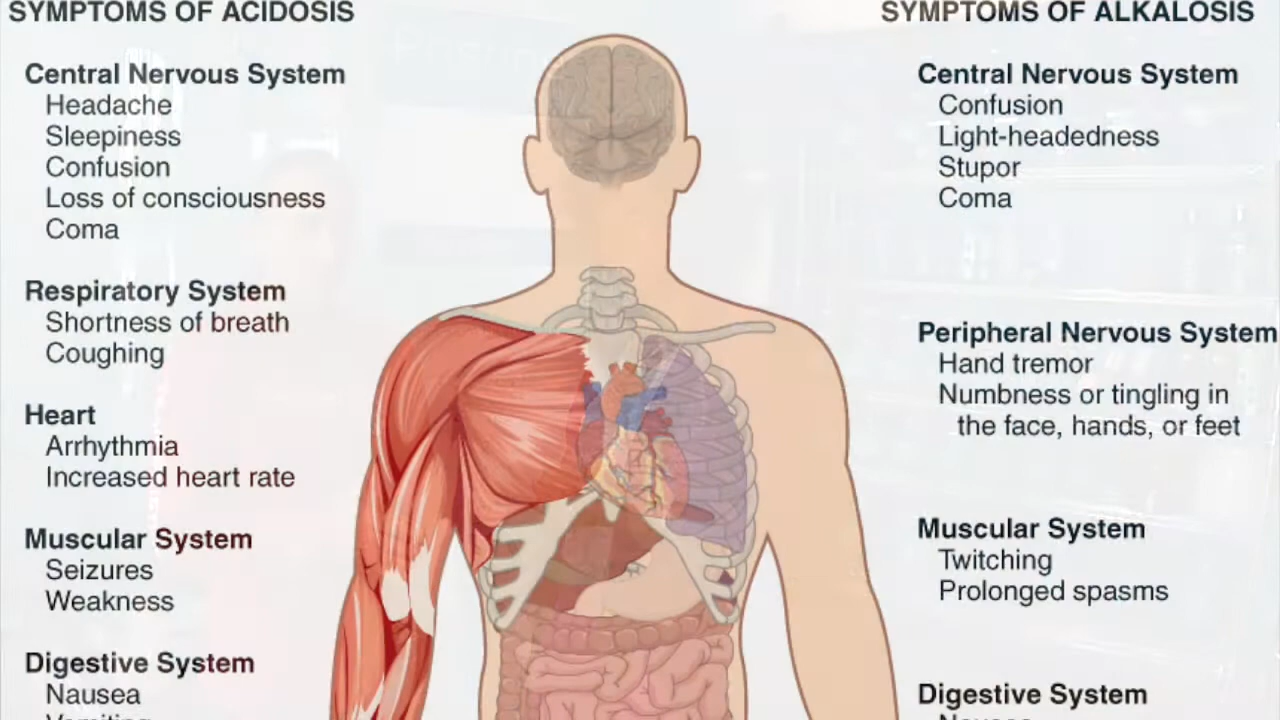 SYMPTOMS OF ACIDOSIS
Central Nervous System
Headache
Sleepiness
Confusion
Loss of consciousness
Coma
Respiratory System
Shortness of breath
Coughing
Heart
Arrhythmia
Increased heart rate
Muscular System
Seizures
Weakness
Digestive System
Nausea
Vomiting
SYMPTOMS OF ALKALOSIS
Central Nervous System
Confusion
Light-headedness
Stupor
Coma
Peripheral Nervous System
Hand tremor
Numbness or tingling in
the face, hands, or feet
Muscular System
Twitching
Prolonged spasms
Digestive System
Nausea